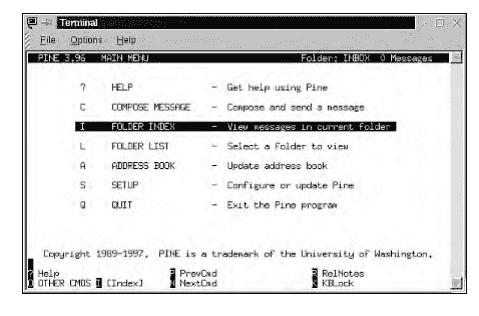 Terminal
File Options Help
PINE 3.96 MAIN MENU Folder: INBOX 0 Messages
? HELP - Get help using Pine
C COMPOSE MESSAGE - Compose and send a message
I FOLDER INDEX - View messages in current folder
L FOLDER LIST - Select a folder to view
A ADDRESS BOOK - Update address book
S SETUP - Configure or update Pine
Q QUIT - Exit the Pine program
Copyright 1989-1997. PINE is a trademark of the University of Washington.
? Help P PrevCmd R RelNotes
O OTHER CMDS I [Index] N NextCmd K KBLock